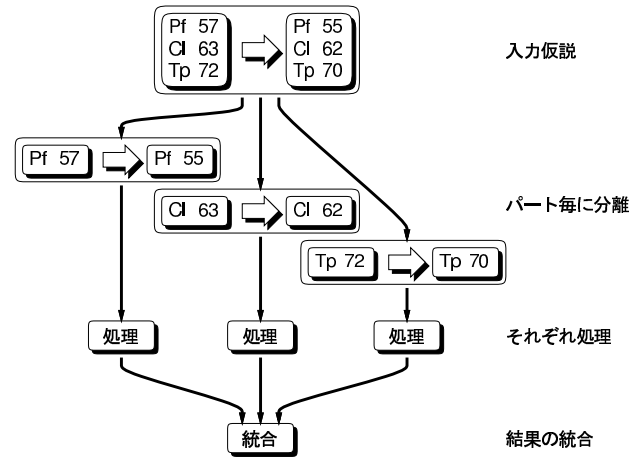 Pf 57
Cl 63
Tp 72
Pf 55
Cl 62
Tp 70
入力仮説
Pf 57
Pf 55
Cl 63
Cl 62
パート毎に分離
Tp 72
Tp 70
処理
処理
処理
それぞれ処理
統合
結果の統合